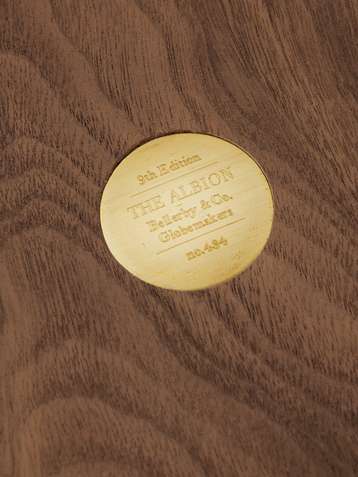 9th Edition
THE ALBION
Bellerby & Co.
Globemakers
no.484